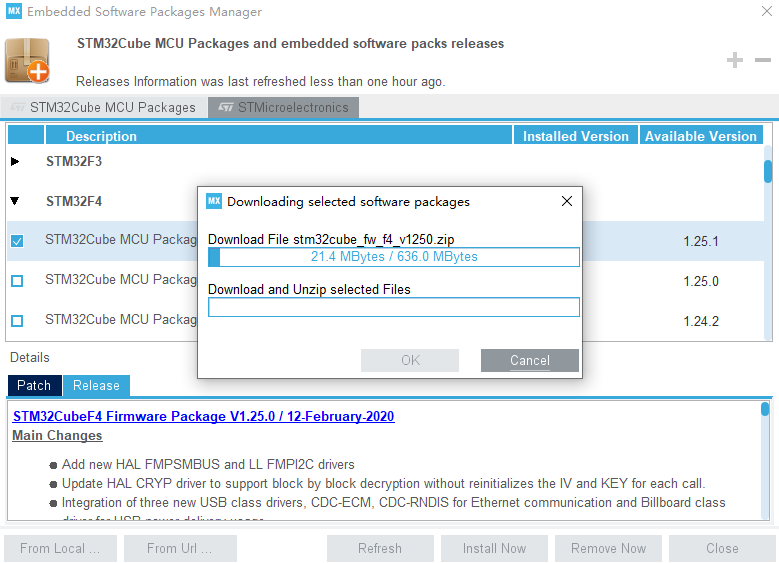 MX Embedded Software Packages Manager
STM32Cube MCU Packages and embedded software packs releases
Releases Information was last refreshed less than one hour ago.
STM32Cube MCU Packages
STMicroelectronics
Description
Installed Version
Available Version
STM32F3
STM32F4
STM32Cube MCU Packag
1.25.1
STM32Cube MCU Packag
1.25.0
STM32Cube MCU Packag
1.24.2
MX Downloading selected software packages
Download File stm32cube_fw_f4_v1250.zip
21.4 MBytes / 636.0 MBytes
Download and Unzip selected Files
OK
Cancel
Details
Patch
Release
STM32CubeF4 Firmware Package V1.25.0 / 12-February-2020
Main Changes
Add new HAL FMPSMBUS and LL FMPI2C drivers
Update HAL CRYP driver to support block by block decryption without reinitializes the IV and KEY for each call.
Integration of three new USB class drivers, CDC-ECM, CDC-RNDIS for Ethernet communication and Billboard class
driver for USB power delivery usage
From Local ...
From Url ...
Refresh
Install Now
Remove Now
Close